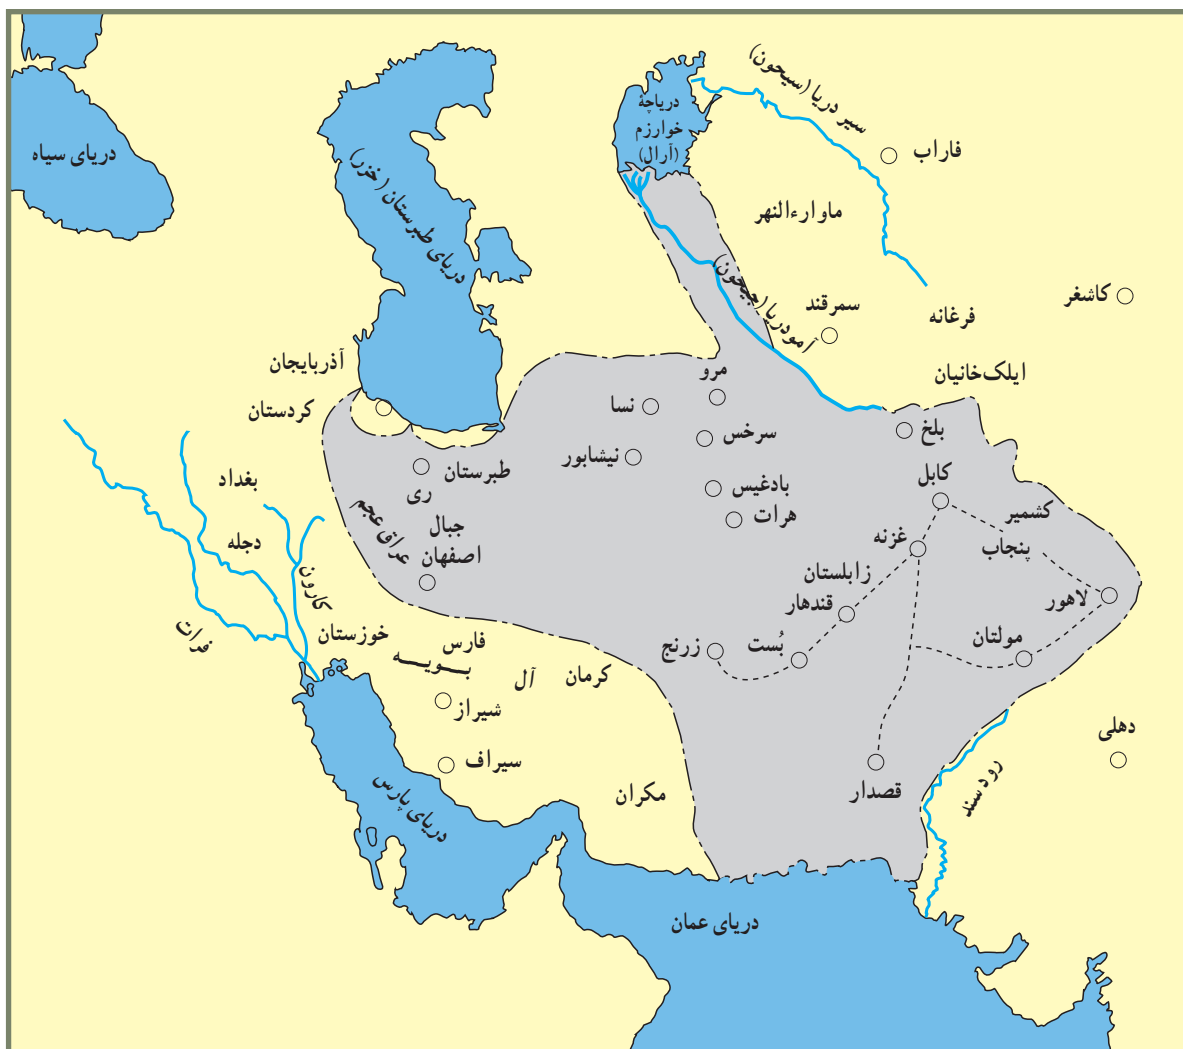 دریای سیاه
دریای طبرستان (خزر)
دریاچۀ
خوارزم
(آرال)
سیر دریا (سیحون)
فاراب
ماوراءالنهر
آمودریا (جیحون)
سمرقند
فرغانه
کاشغر
ایلک‌خانیان
آذربایجان
کردستان
مرو
نسا
سرخس
بلخ
نیشابور
طبرستان
ری
بادغیس
هرات
کابل
کشمیر
پنجاب
غزنه
بغداد
دجله
فرات
کارون
عراق عجم
جبال
اصفهان
زابلستان
قندهار
لاهور
مولتان
بُست
زرنج
خوزستان
فارس
آل بویه
کرمان
شیراز
سیراف
مکران
قصدار
رود سند
دهلی
دریای پارس
دریای عمان